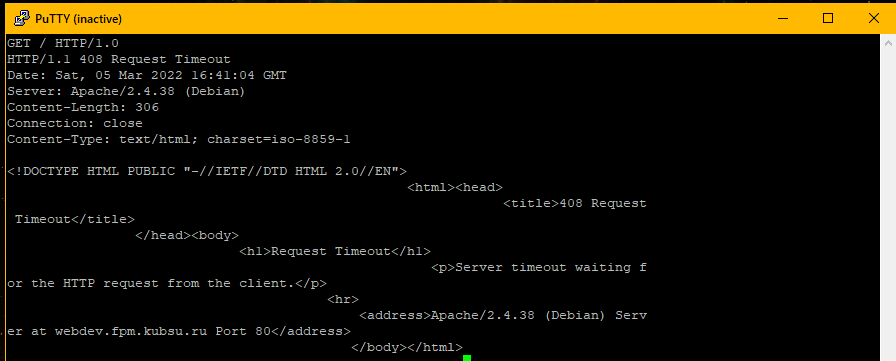 PuTTY (inactive)
GET / HTTP/1.0
HTTP/1.1 408 Request Timeout
Date: Sat, 05 Mar 2022 16:41:04 GMT
Server: Apache/2.4.38 (Debian)
Content-Length: 306
Connection: close
Content-Type: text/html; charset=iso-8859-1
<!DOCTYPE HTML PUBLIC "-//IETF//DTD HTML 2.0//EN">
<html><head>
<title>408 Request
Timeout</title>
</head><body>
<h1>Request Timeout</h1>
<p>Server timeout waiting f
or the HTTP request from the client.</p>
<hr>
<address>Apache/2.4.38 (Debian) Serv
er at webdev.fpm.kubsu.ru Port 80</address>
</body></html>